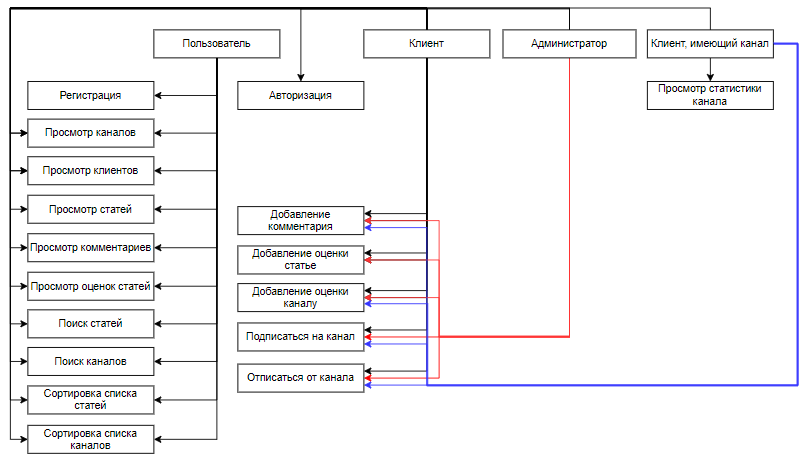 Пользователь
Клиент
Администратор
Клиент, имеющий канал
Регистрация
Авторизация
Просмотр статистики
канала
Просмотр каналов
Просмотр клиентов
Просмотр статей
Добавление
комментария
Просмотр комментариев
Добавление оценки
статье
Просмотр оценок статей
Добавление оценки
каналу
Поиск статей
Подписаться на канал
Поиск каналов
Отписаться от канала
Сортировка списка
статей
Сортировка списка
каналов